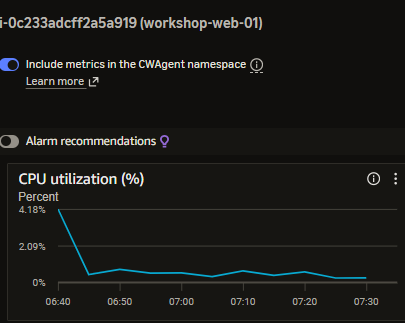 i-0c233adcff2a5a919 (workshop-web-01)
Include metrics in the CWAgent namespace
Learn more
Alarm recommendations
CPU utilization (%)
Percent
4.18%
2.09%
0%
06:40 06:50 07:00 07:10 07:20 07:30